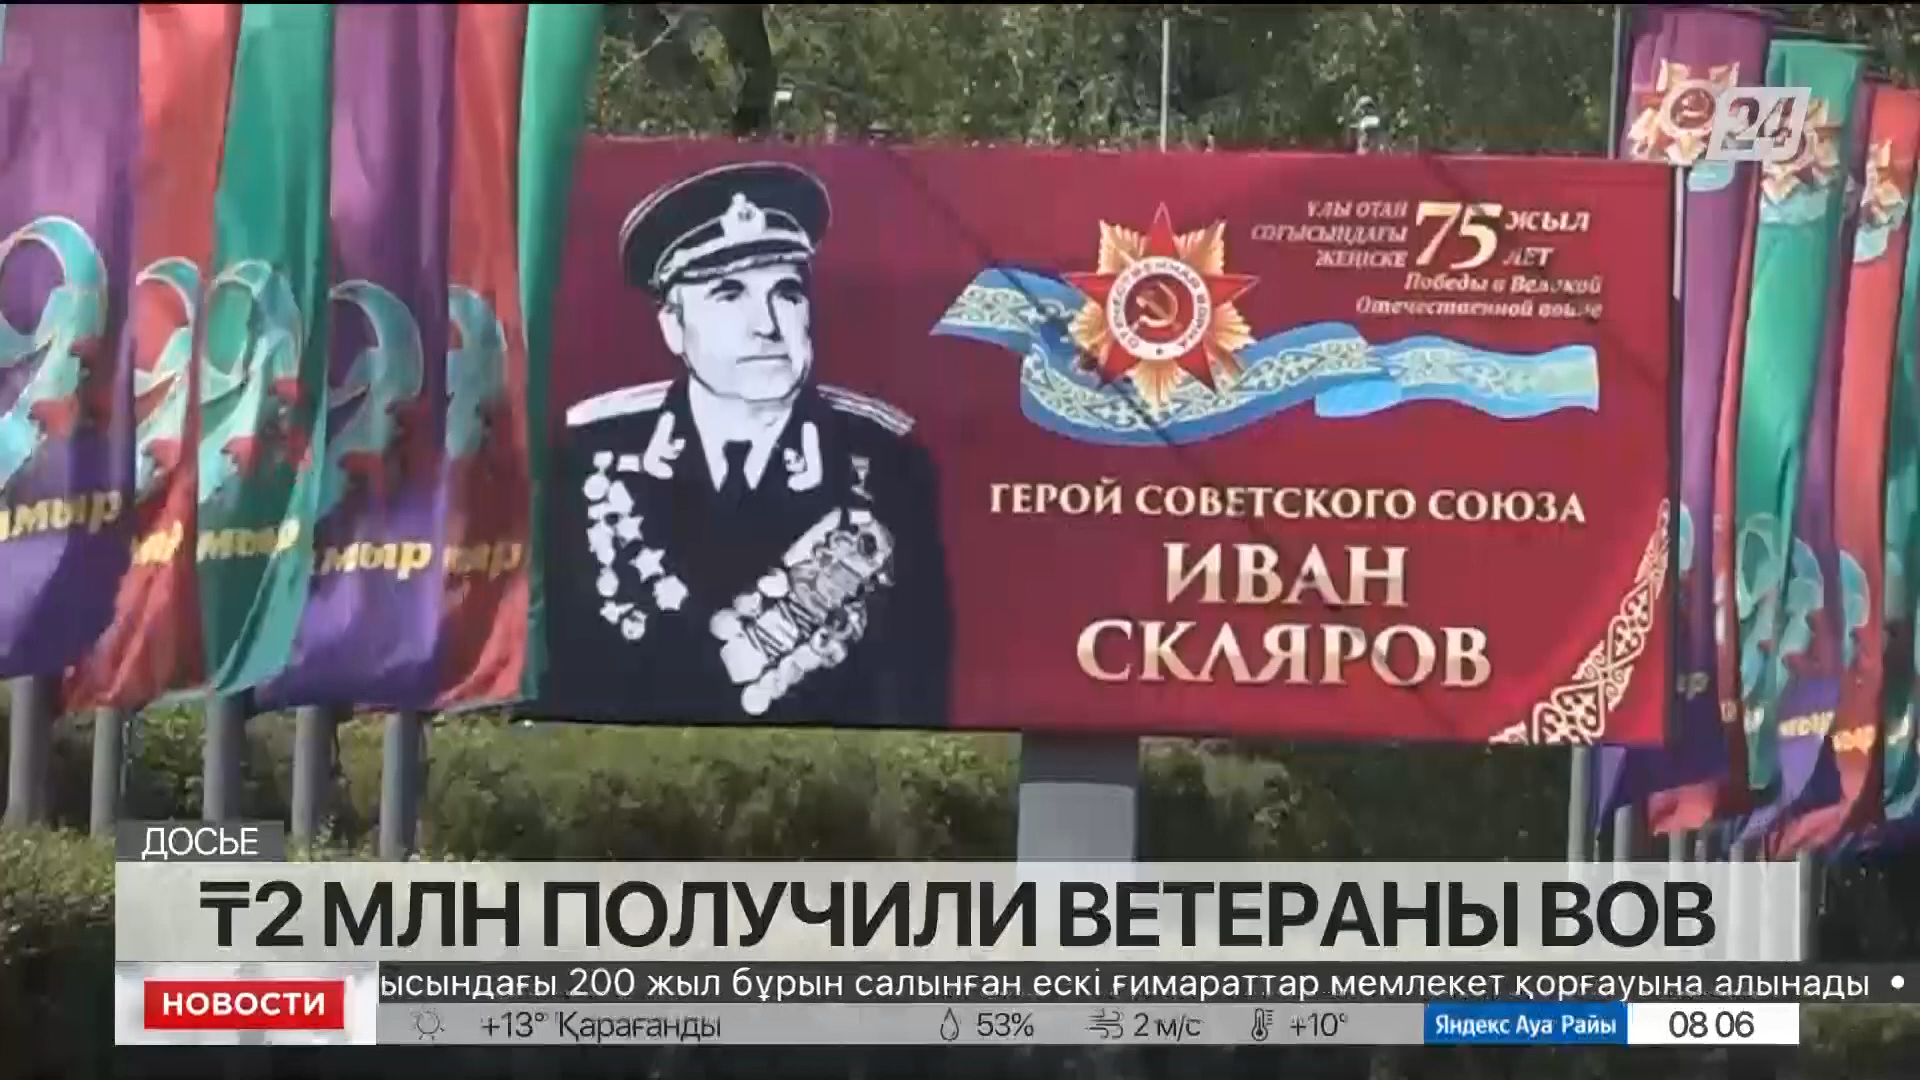 24
ҰЛЫ ОТАН
СОҒЫСЫНДАҒЫ
ЖЕҢІСКЕ
75 ЖЫЛ
ЛЕТ
Победы в Великой
Отечественной войне
ОТЕЧЕСТВЕННАЯ ВОЙНА
ГЕРОЙ СОВЕТСКОГО СОЮЗА
ИВАН
СКЛЯРОВ
ДОСЬЕ
₸2 МЛН ПОЛУЧИЛИ ВЕТЕРАНЫ ВОВ
НОВОСТИ
ысындағы 200 жыл бұрын салынған ескі ғимараттар мемлекет қорғауына алынады •
+13° Қарағанды 53% 2 м/с +10° Яндекс Ауа Райы 08 06